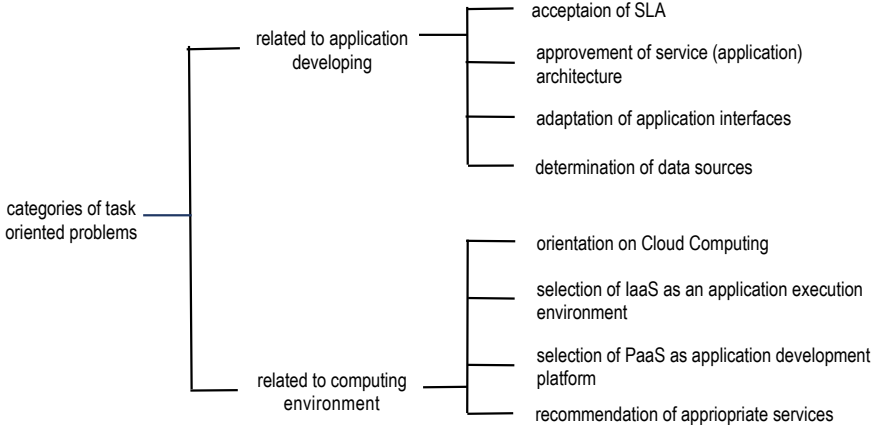 acceptaion of SLA
related to application
developing
approvement of service (application)
architecture
adaptation of application interfaces
determination of data sources
categories of task
oriented problems
orientation on Cloud Computing
selection of IaaS as an application execution
environment
selection of PaaS as application development
platform
related to computing
environment
recommendation of appriopriate services